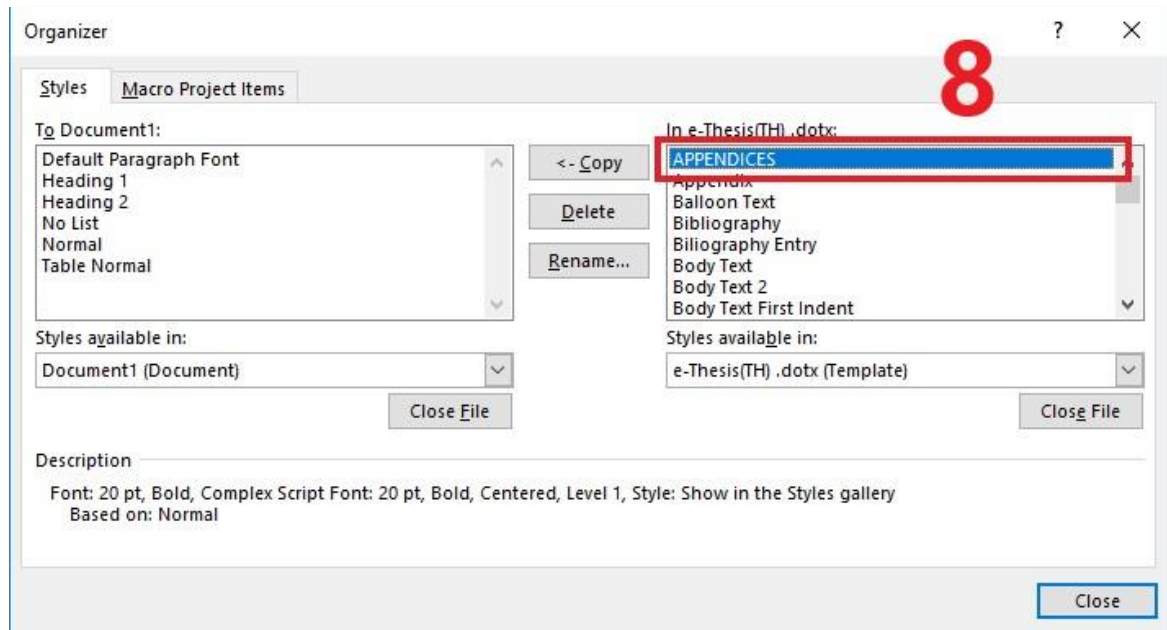 Organizer
?
8
Styles
Macro Project Items
To Document1:
Default Paragraph Font
Heading 1
Heading 2
No List
Normal
Table Normal
<- Copy
Delete
Rename...
In e-Thesis(TH) .dotx:
APPENDICES
Appendix
Balloon Text
Bibliography
Biliography Entry
Body Text
Body Text 2
Body Text First Indent
Styles available in:
Document1 (Document)
Close File
Styles available in:
e-Thesis(TH) .dotx (Template)
Close File
Description
Font: 20 pt, Bold, Complex Script Font: 20 pt, Bold, Centered, Level 1, Style: Show in the Styles gallery
Based on: Normal
Close